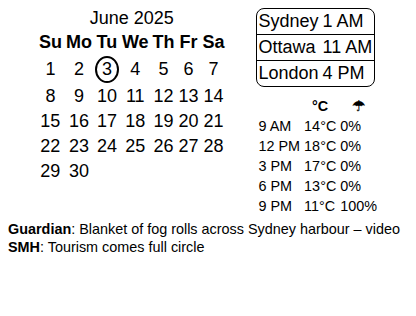 June 2025
Su Mo Tu We Th Fr Sa
1 2 3 4 5 6 7
8 9 10 11 12 13 14
15 16 17 18 19 20 21
22 23 24 25 26 27 28
29 30
Sydney 1 AM
Ottawa 11 AM
London 4 PM
°C ☂
9 AM 14°C 0%
12 PM 18°C 0%
3 PM 17°C 0%
6 PM 13°C 0%
9 PM 11°C 100%
Guardian: Blanket of fog rolls across Sydney harbour – video
SMH: Tourism comes full circle